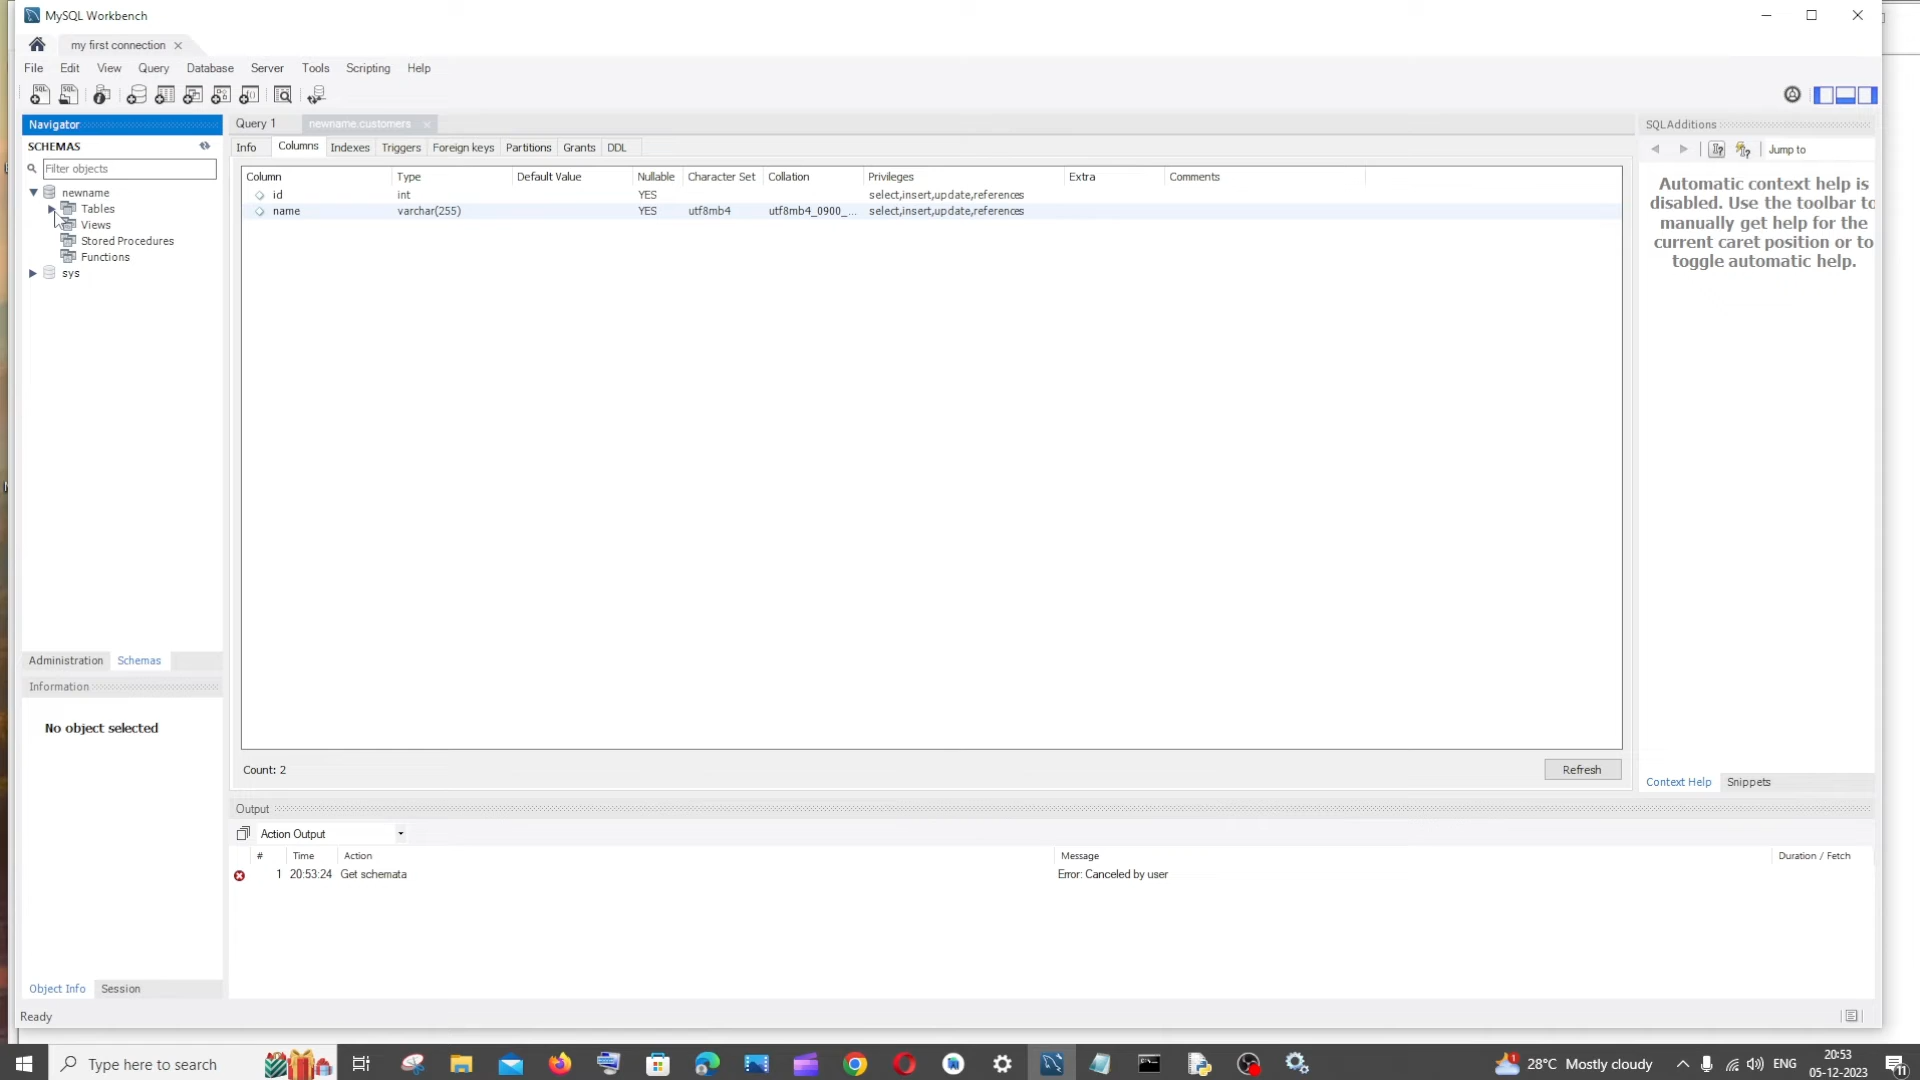 MySQL Workbench
my first connection
File Edit View Query Database Server Tools Scripting Help
Navigator
SCHEMAS
Filter objects
newname
Tables
Views
Stored Procedures
Functions
sys
Administration Schemas
Information
No object selected
Object Info Session
Query 1 newname.customers
Info Columns Indexes Triggers Foreign keys Partitions Grants DDL
Column Type Default Value Nullable Character Set Collation Privileges Extra Comments
id int YES select,insert,update,references
name varchar(255) YES utf8mb4 utf8mb4_0900_... select,insert,update,references
Count: 2
Refresh
Output
Action Output
# Time Action Message Duration / Fetch
1 20:53:24 Get schemata Error: Canceled by user
SQLAdditions
Jump to
Automatic context help is
disabled. Use the toolbar to
manually get help for the
current caret position or to
toggle automatic help.
Context Help Snippets
Ready
Type here to search
28°C Mostly cloudy
ENG
20:53
05-12-2023